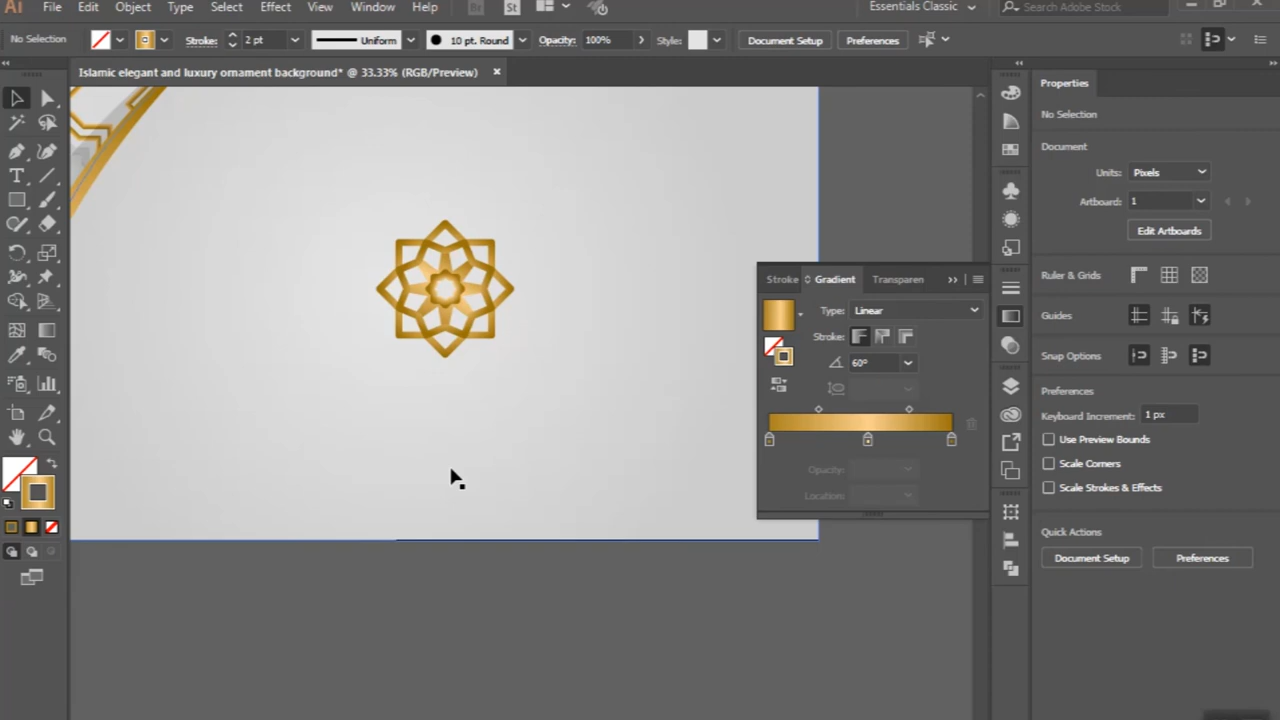 Ai File Edit Object Type Select Effect View Window Help Br St Essentials Classic Search Adobe Stock
No Selection Stroke: 2 pt Uniform 10 pt. Round Opacity: 100% Style: Document Setup Preferences
Islamic elegant and luxury ornament background* @ 33.33% (RGB/Preview) ×
Properties
No Selection
Document
Units: Pixels
Artboard: 1
Edit Artboards
Ruler & Grids
Guides
Snap Options
Preferences
Keyboard Increment: 1 px
Use Preview Bounds
Scale Corners
Scale Strokes & Effects
Quick Actions
Document Setup Preferences
Stroke Gradient Transparen
Type: Linear
Stroke:
60°
Opacity:
Location: